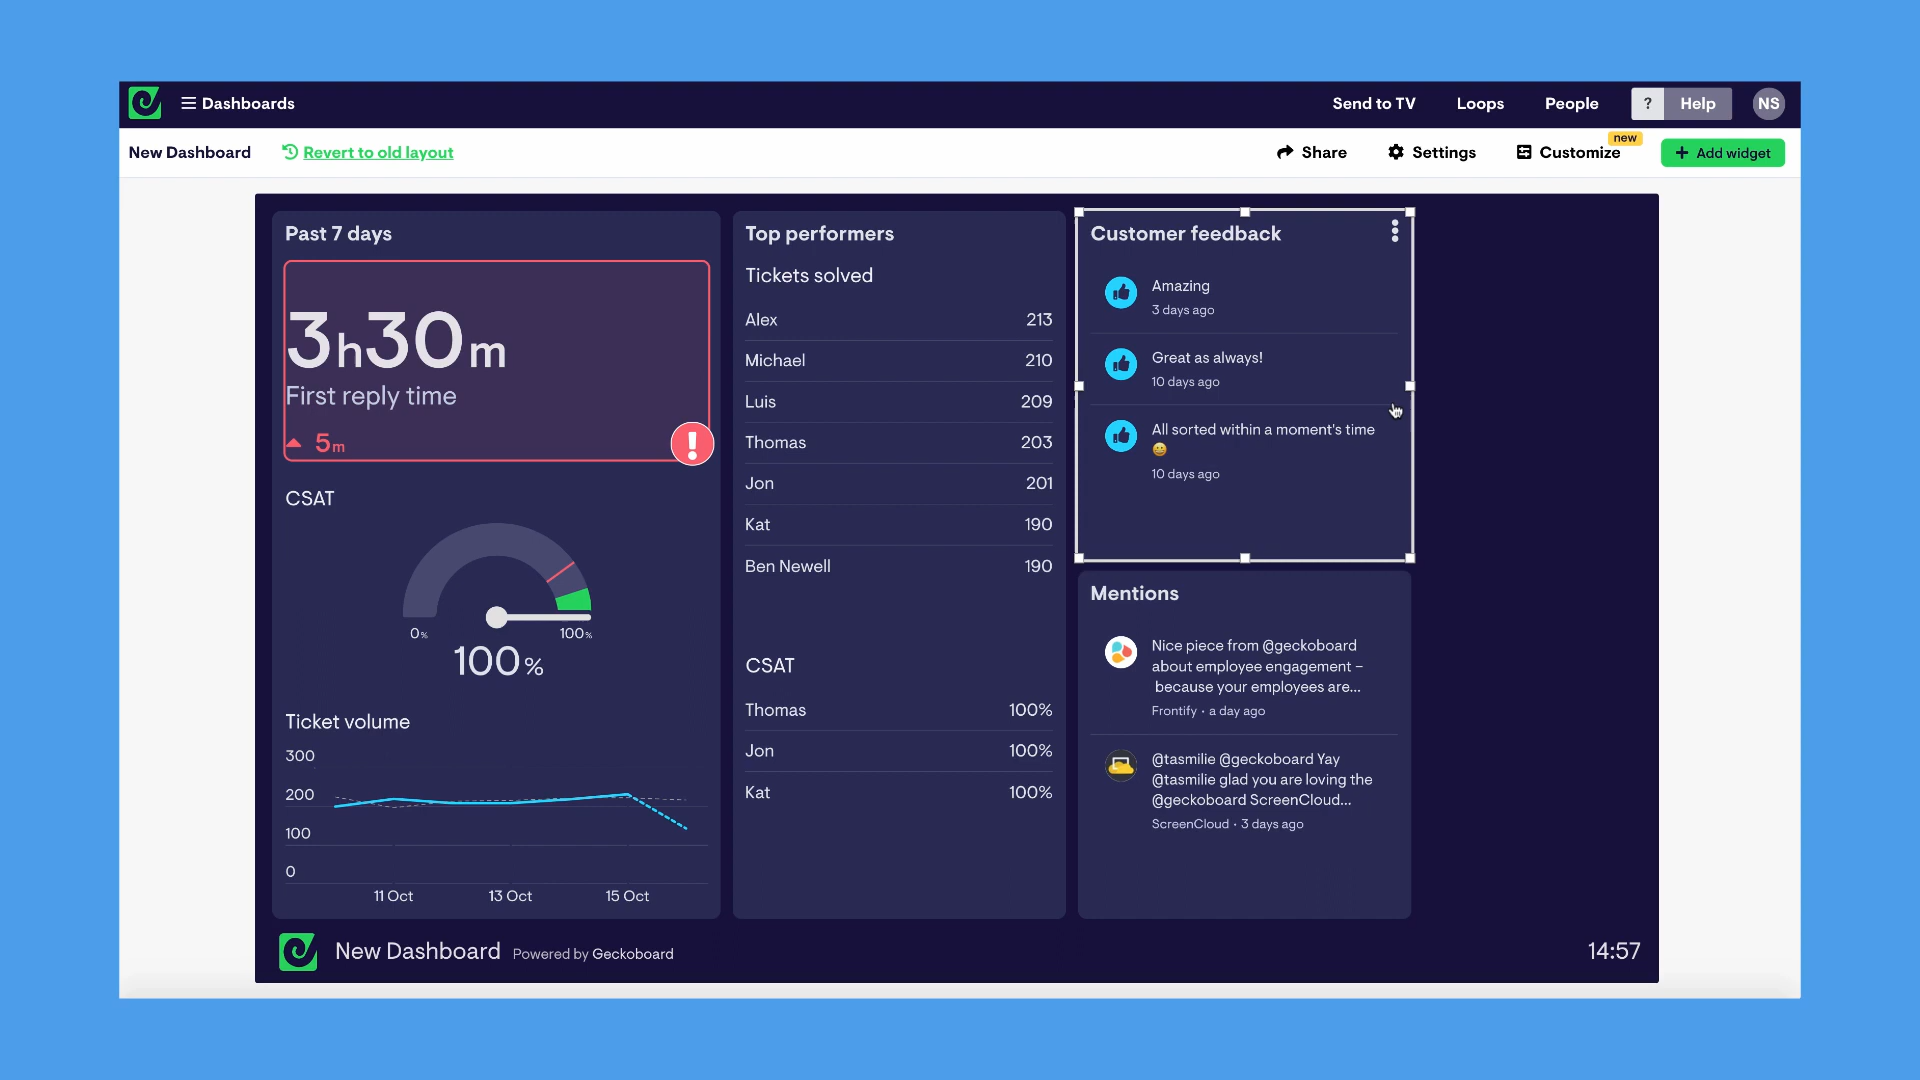 Dashboards
Send to TV
Loops
People
? Help
NS
New Dashboard
Revert to old layout
Share
Settings
Customize
new
+ Add widget
Past 7 days
3h30m
First reply time
5m
!
CSAT
0%
100%
100%
Ticket volume
300
200
100
0
11 Oct
13 Oct
15 Oct
Top performers
Tickets solved
Alex 213
Michael 210
Luis 209
Thomas 203
Jon 201
Kat 190
Ben Newell 190
CSAT
Thomas 100%
Jon 100%
Kat 100%
Customer feedback
Amazing
3 days ago
Great as always!
10 days ago
All sorted within a moment's time
😀
10 days ago
Mentions
Nice piece from @geckoboard
about employee engagement –
because your employees are...
Frontify · a day ago
@tasmilie @geckoboard Yay
@tasmilie glad you are loving the
@geckoboard ScreenCloud...
ScreenCloud · 3 days ago
New Dashboard Powered by Geckoboard
14:57